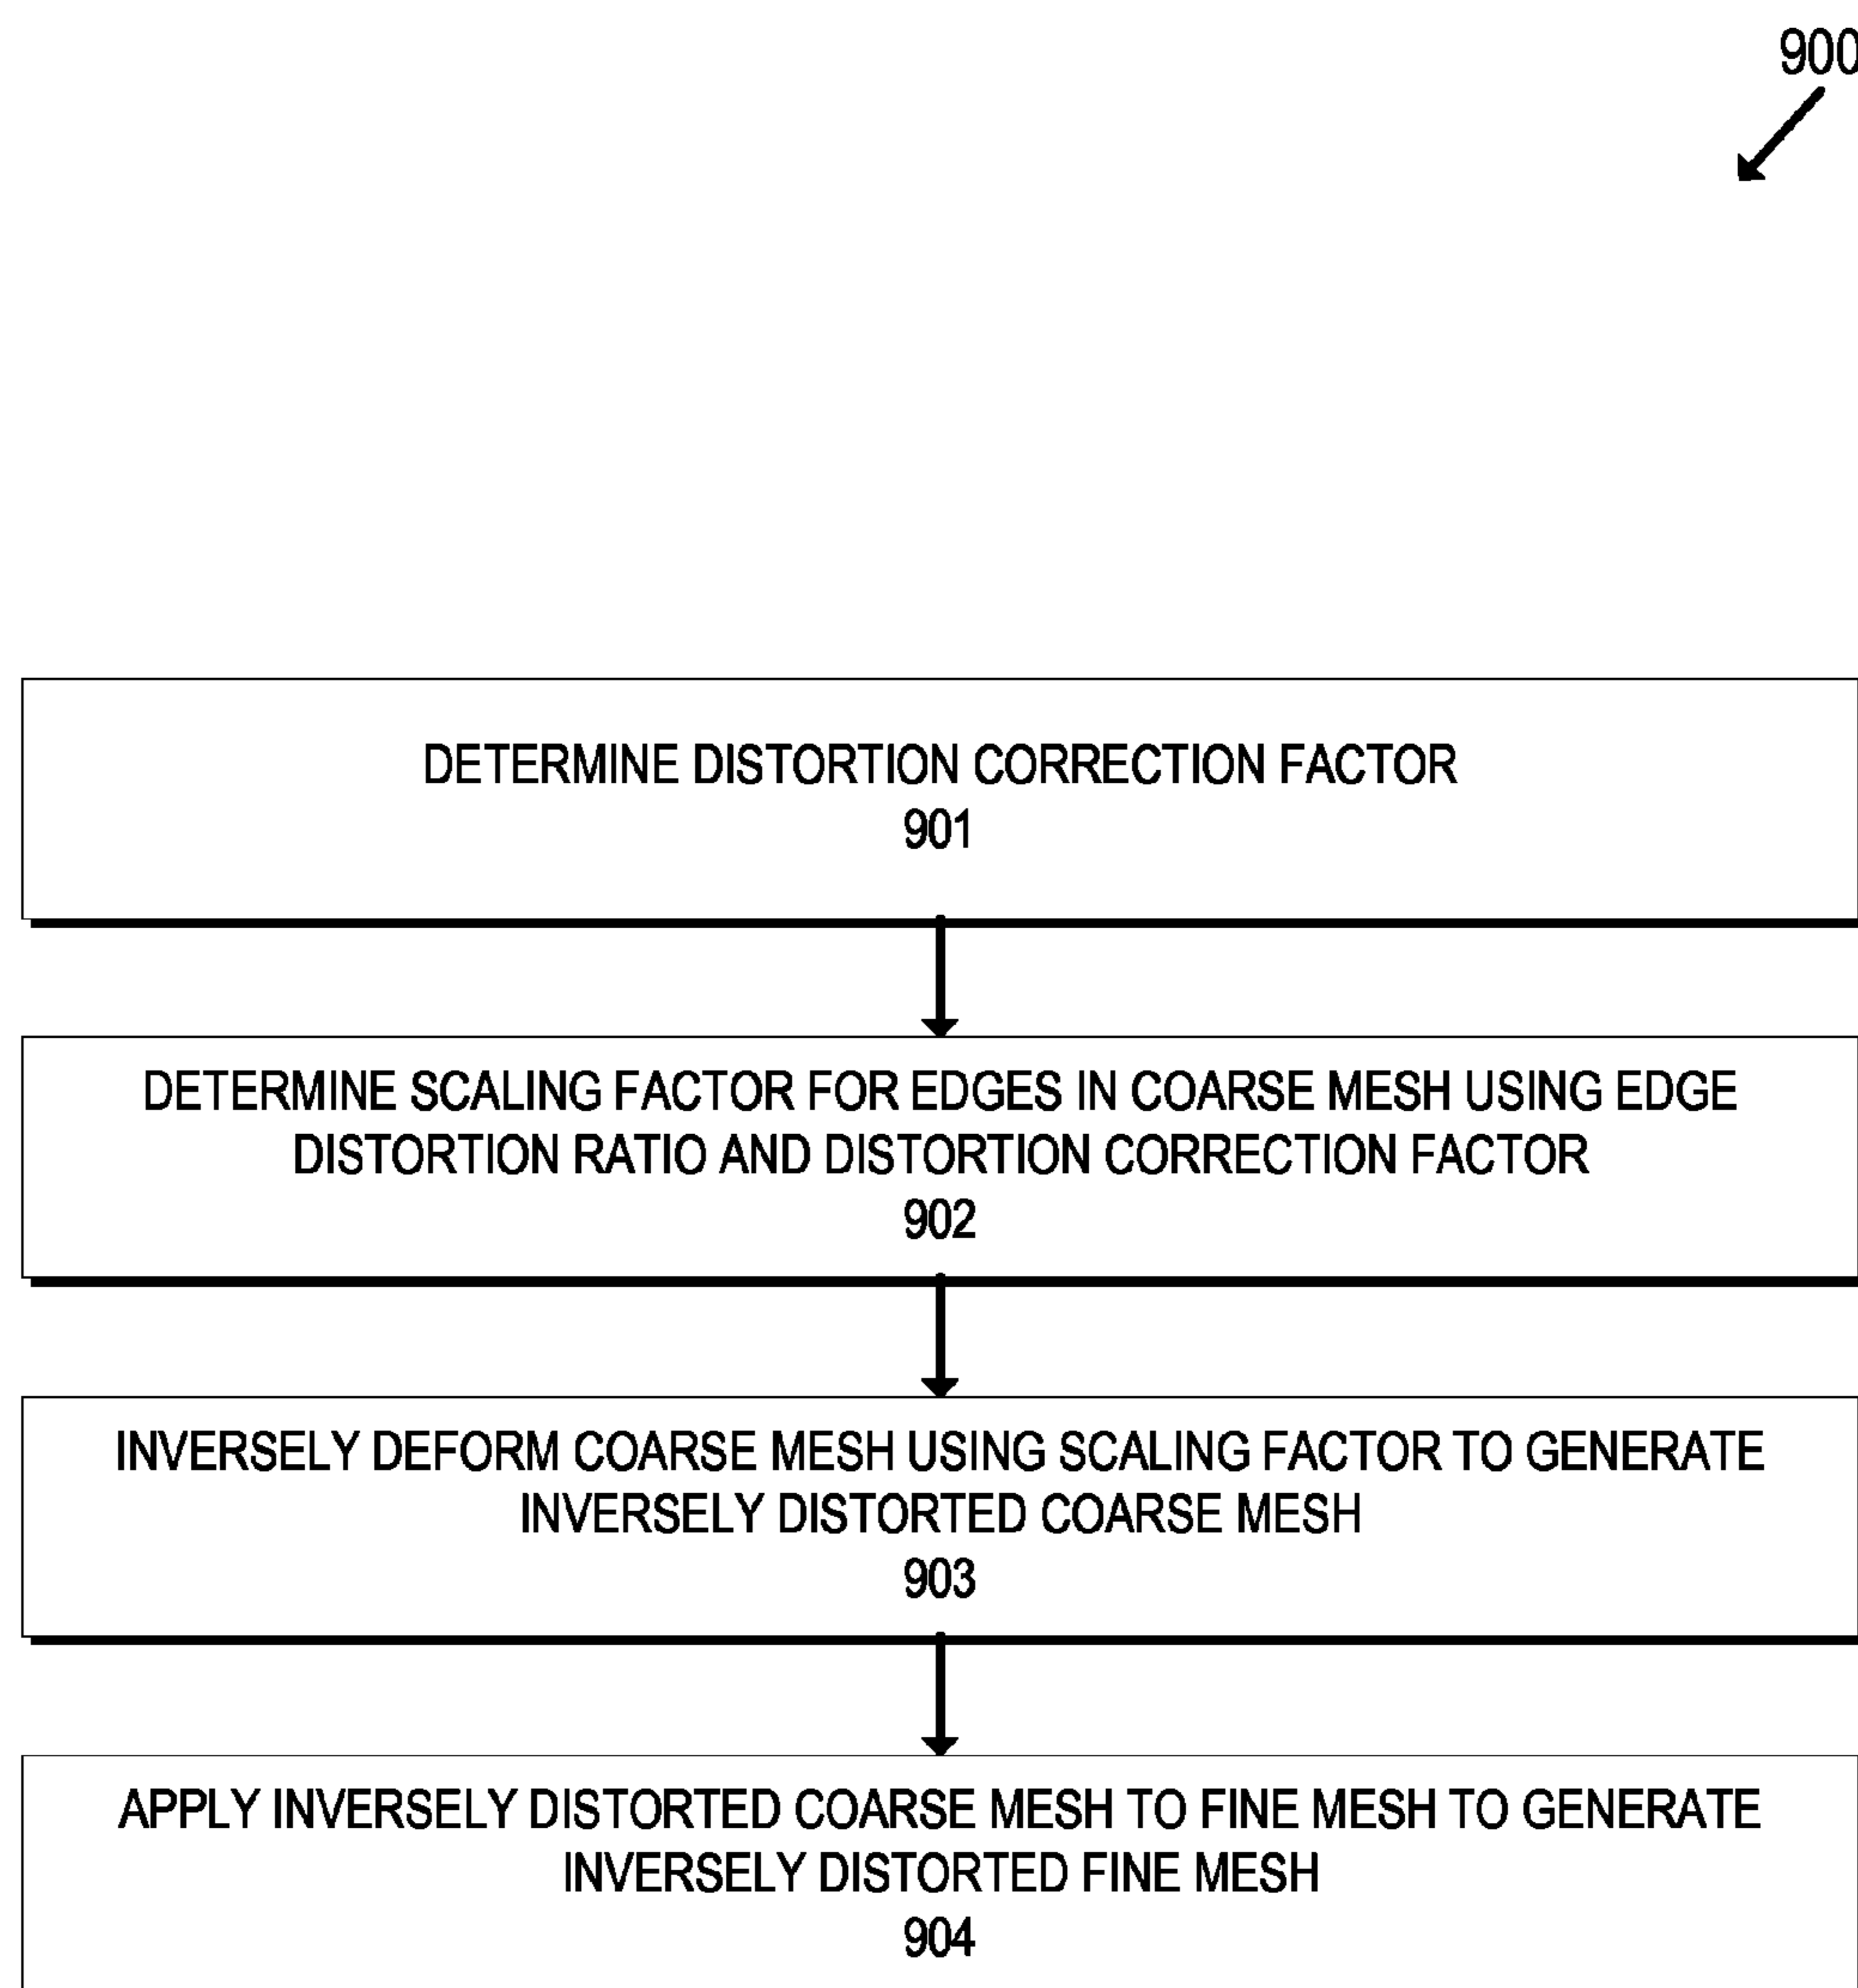 900
DETERMINE DISTORTION CORRECTION FACTOR
901
DETERMINE SCALING FACTOR FOR EDGES IN COARSE MESH USING EDGE
DISTORTION RATIO AND DISTORTION CORRECTION FACTOR
902
INVERSELY DEFORM COARSE MESH USING SCALING FACTOR TO GENERATE
INVERSELY DISTORTED COARSE MESH
903
APPLY INVERSELY DISTORTED COARSE MESH TO FINE MESH TO GENERATE
INVERSELY DISTORTED FINE MESH
904